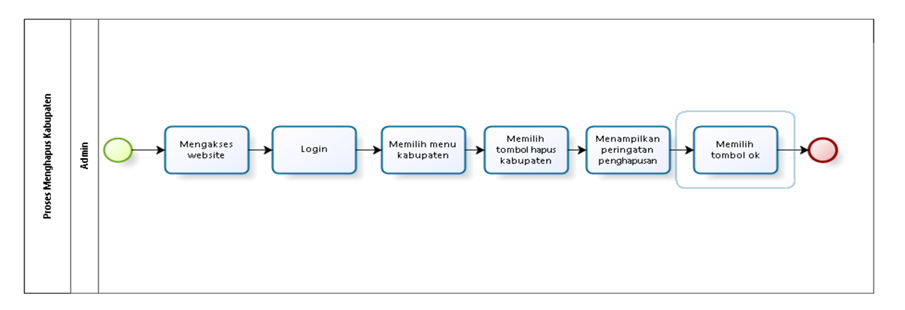 Proses Menghapus Kabupaten
Admin
Mengakses
website
Login
Memilih menu
kabupaten
Memilih
tombol hapus
kabupaten
Menampilkan
peringatan
penghapusan
Memilih
tombol ok